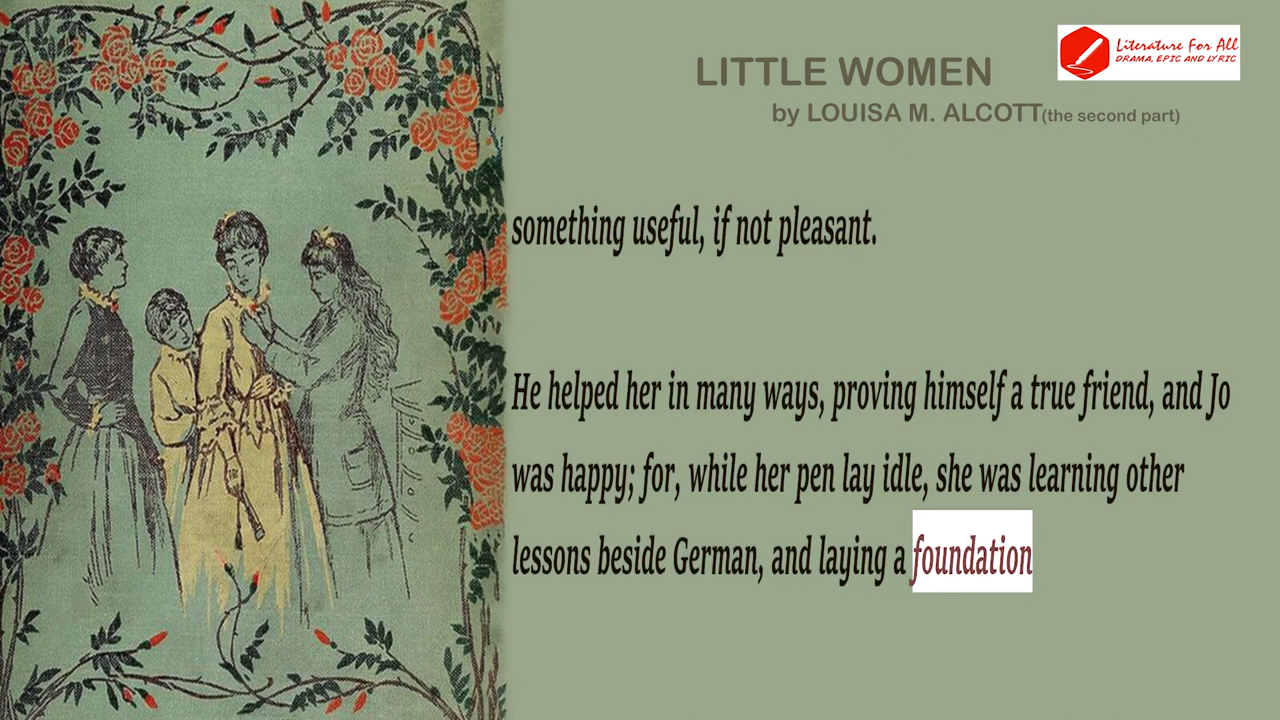 LITTLE WOMEN
by LOUISA M. ALCOTT(the second part)
Literature For All
DRAMA, EPIC AND LYRIC
something useful, if not pleasant.
He helped her in many ways, proving himself a true friend, and Jo
was happy; for, while her pen lay idle, she was learning other
lessons beside German, and laying a foundation